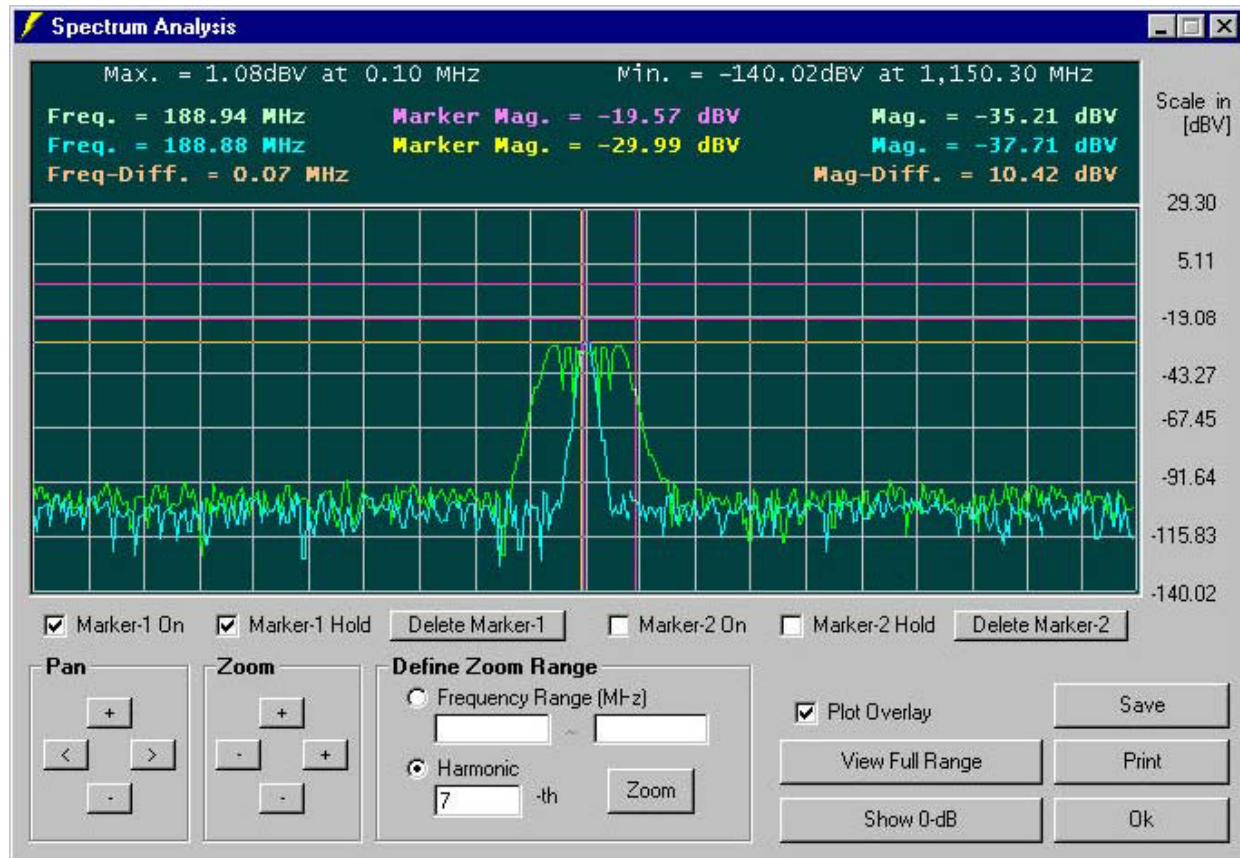 Spectrum Analysis
Max. = 1.08dBV at 0.10 MHz Min. = -140.02dBV at 1,150.30 MHz
Freq. = 188.94 MHz Marker Mag. = -19.57 dBV Mag. = -35.21 dBV
Freq. = 188.88 MHz Marker Mag. = -29.99 dBV Mag. = -37.71 dBV
Freq-Diff. = 0.07 MHz Mag-Diff. = 10.42 dBV
Scale in
[dBV]
29.30
5.11
-19.08
-43.27
-67.45
-91.64
-115.83
-140.02
Marker-1 On Marker-1 Hold Delete Marker-1 Marker-2 On Marker-2 Hold Delete Marker-2
Pan
+
< >
-
Zoom
+
- +
-
Define Zoom Range
Frequency Range (MHz)
~
Harmonic
7 -th Zoom
Plot Overlay
Save
View Full Range
Print
Show 0-dB
Ok